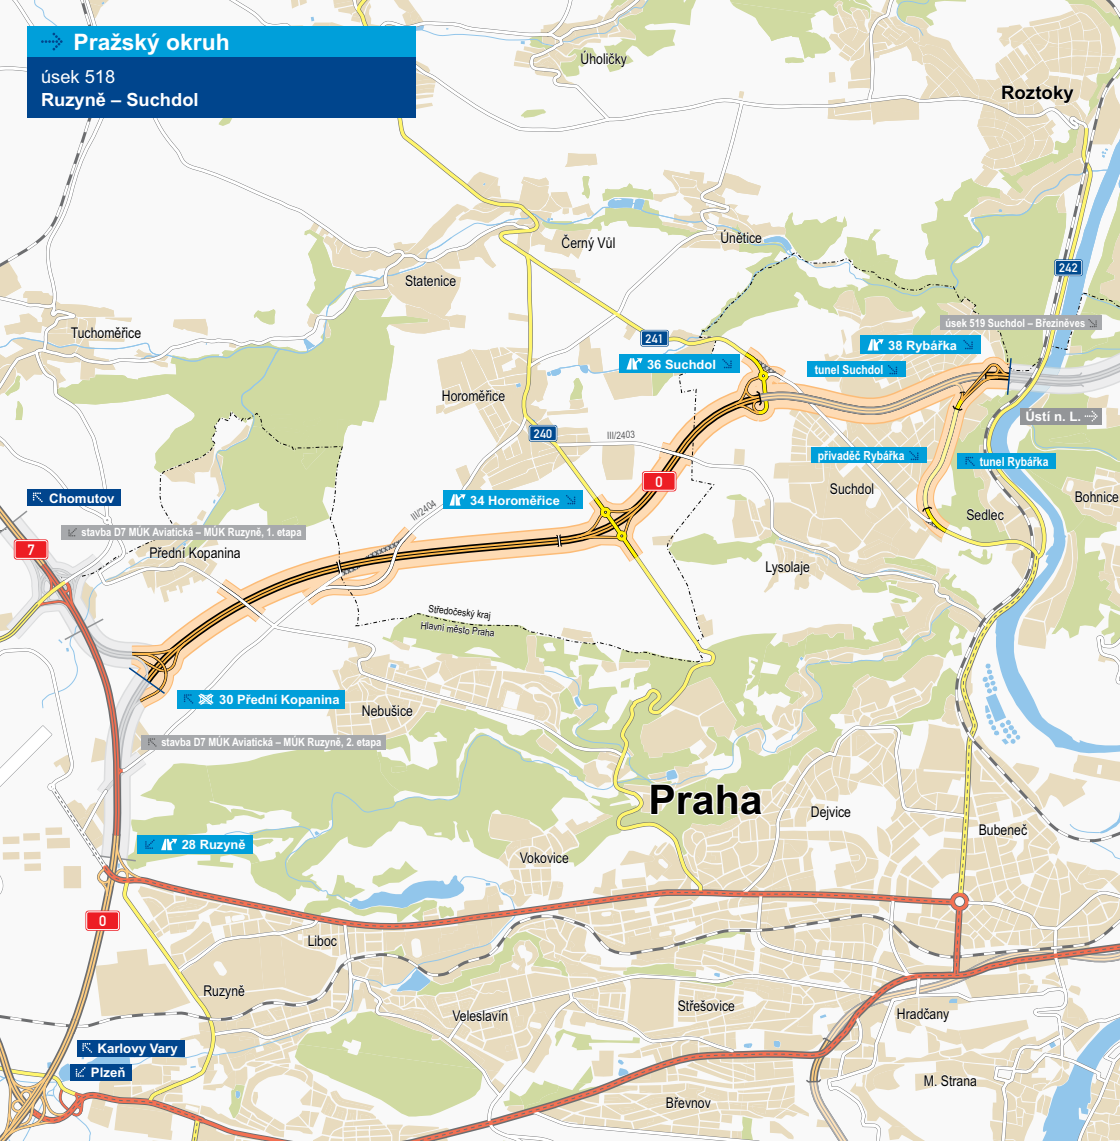 Pražský okruh
úsek 518
Ruzyně – Suchdol
Úholičky
Roztoky
Černý Vůl
Únětice
242
Statenice
úsek 519 Suchdol – Březiněves
Tuchoměřice
241
38 Rybářka
36 Suchdol
tunel Suchdol
Horoměřice
Ústí n. L.
240
III/2403
přivaděč Rybářka
tunel Rybářka
0
Suchdol
Chomutov
34 Horoměřice
Bohnice
III/2404
Sedlec
stavba D7 MÚK Aviatická – MÚK Ruzyně, 1. etapa
7
Přední Kopanina
Lysolaje
Středočeský kraj
Hlavní město Praha
30 Přední Kopanina
Nebušice
stavba D7 MÚK Aviatická – MÚK Ruzyně, 2. etapa
Praha
Dejvice
Bubeneč
28 Ruzyně
Vokovice
0
Liboc
Ruzyně
Střešovice
Veleslavín
Hradčany
Karlovy Vary
Plzeň
M. Strana
Břevnov